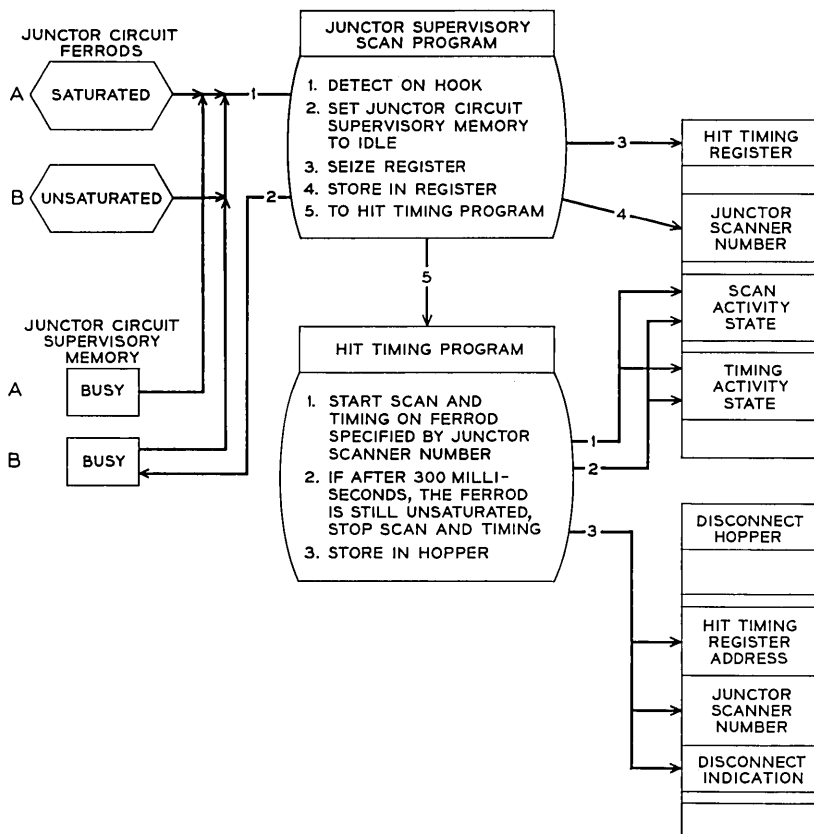 JUNCTOR CIRCUIT
FERRODS
A
SATURATED
B
UNSATURATED
JUNCTOR CIRCUIT
SUPERVISORY
MEMORY
A
BUSY
B
BUSY
1
2
JUNCTOR SUPERVISORY
SCAN PROGRAM
1. DETECT ON HOOK
2. SET JUNCTOR CIRCUIT
SUPERVISORY MEMORY
TO IDLE
3. SEIZE REGISTER
4. STORE IN REGISTER
5. TO HIT TIMING PROGRAM
3
4
5
HIT TIMING PROGRAM
1. START SCAN AND
TIMING ON FERROD
SPECIFIED BY JUNCTOR
SCANNER NUMBER
2. IF AFTER 300 MILLI-
SECONDS, THE FERROD
IS STILL UNSATURATED,
STOP SCAN AND TIMING
3. STORE IN HOPPER
1
2
3
HIT TIMING
REGISTER
JUNCTOR
SCANNER
NUMBER
SCAN
ACTIVITY
STATE
TIMING
ACTIVITY
STATE
DISCONNECT
HOPPER
HIT TIMING
REGISTER
ADDRESS
JUNCTOR
SCANNER
NUMBER
DISCONNECT
INDICATION